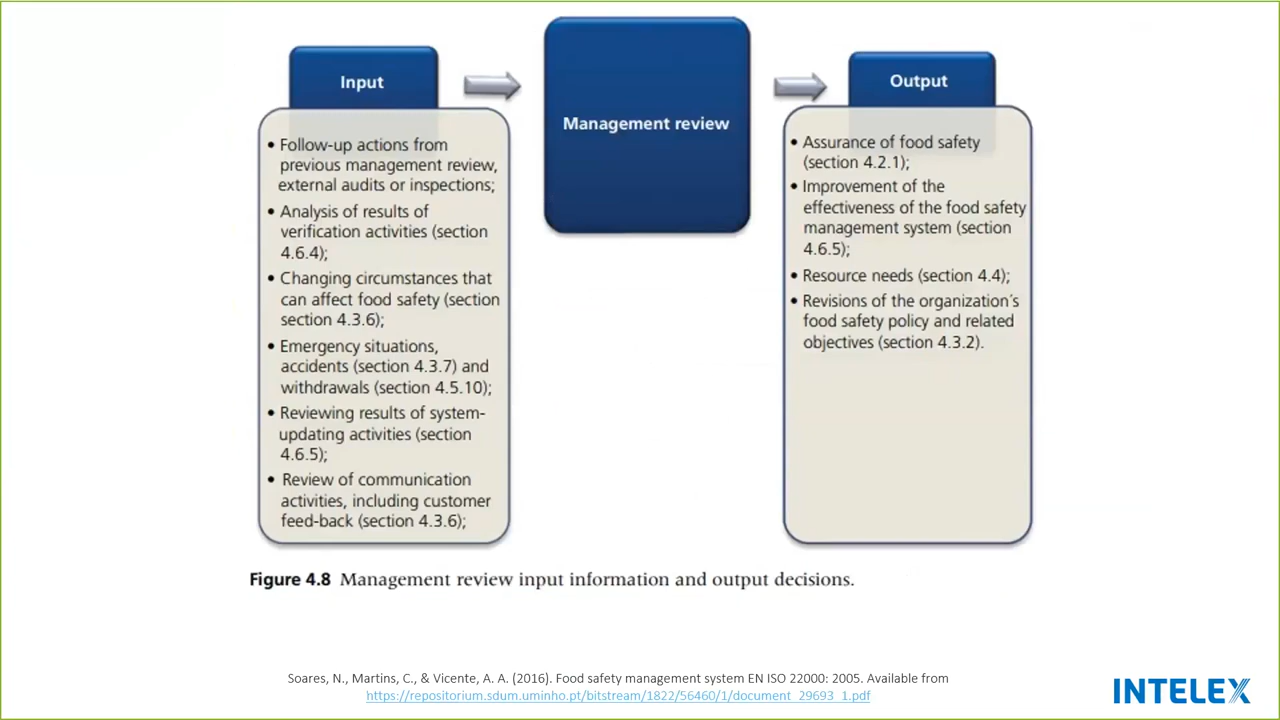 Input
Management review
Output
• Follow-up actions from
previous management review,
external audits or inspections;
• Analysis of results of
verification activities (section
4.6.4);
• Changing circumstances that
can affect food safety (section
section 4.3.6);
• Emergency situations,
accidents (section 4.3.7) and
withdrawals (section 4.5.10);
• Reviewing results of system-
updating activities (section
4.6.5);
• Review of communication
activities, including customer
feed-back (section 4.3.6);
• Assurance of food safety
(section 4.2.1);
• Improvement of the
effectiveness of the food safety
management system (section
4.6.5);
• Resource needs (section 4.4);
• Revisions of the organization's
food safety policy and related
objectives (section 4.3.2).
Figure 4.8 Management review input information and output decisions.
Soares, N., Martins, C., & Vicente, A. A. (2016). Food safety management system EN ISO 22000: 2005. Available from
https://repositorium.sdum.uminho.pt/bitstream/1822/56460/1/document_29693_1.pdf
INTELEX